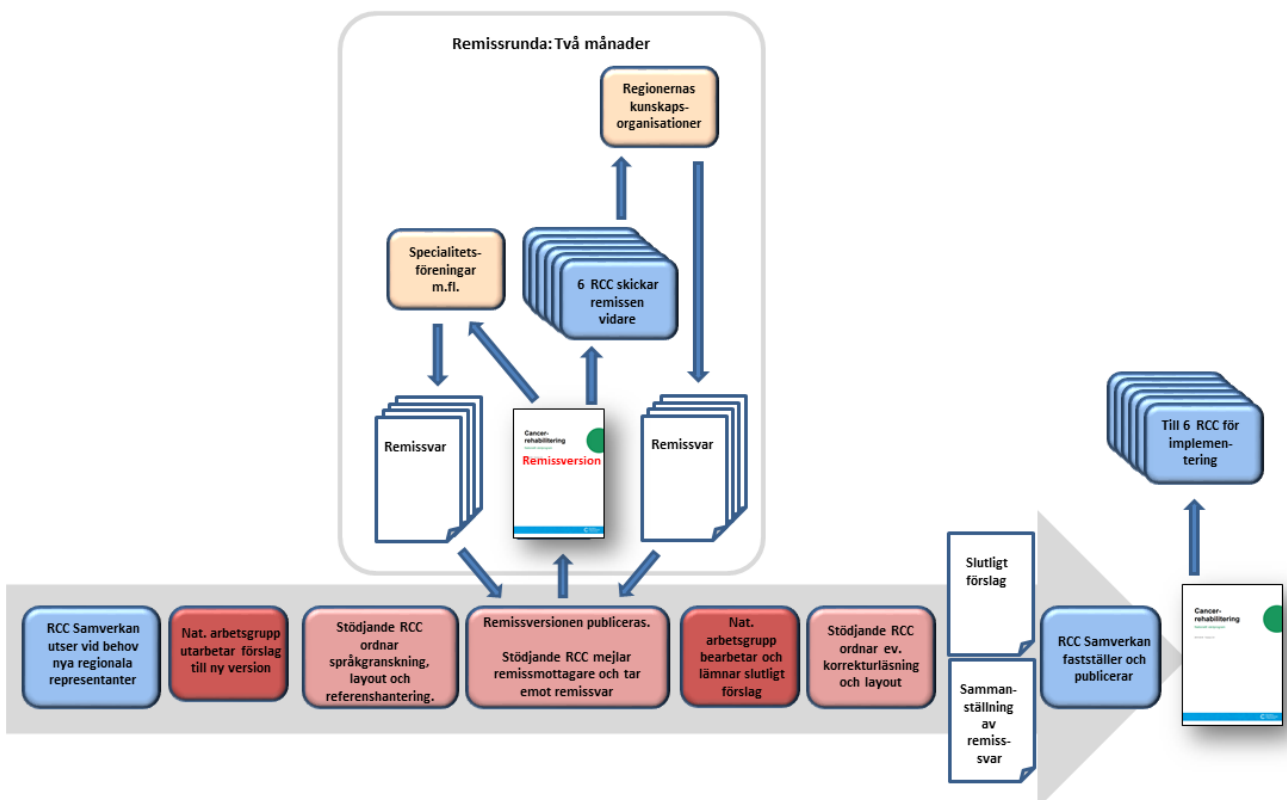 Remissrunda: Två månader
Regionernas
kunskaps-
organisationer
Specialitets-
föreningar
m.fl.
6 RCC skickar
remissen
vidare
Remissvar
Cancer-
rehabilitering
Remissversion
Remissvar
Till 6 RCC för
implemen-
tering
RCC Samverkan
utser vid behov
nya regionala
representanter
Nat. arbetsgrupp
utarbetar förslag
till ny version
Stödjande RCC
ordnar
språkgranskning,
layout och
referenshantering.
Remissversionen publiceras.
Stödjande RCC mejlar
remissmottagare och tar
emot remissvar
Nat.
arbetsgrupp
bearbetar och
lämnar slutligt
förslag
Stödjande RCC
ordnar ev.
korrekturläsning
och layout
Slutligt
förslag
Samman-
ställning
av
remiss-
svar
RCC Samverkan
fastställer och
publicerar
Cancer-
rehabilitering